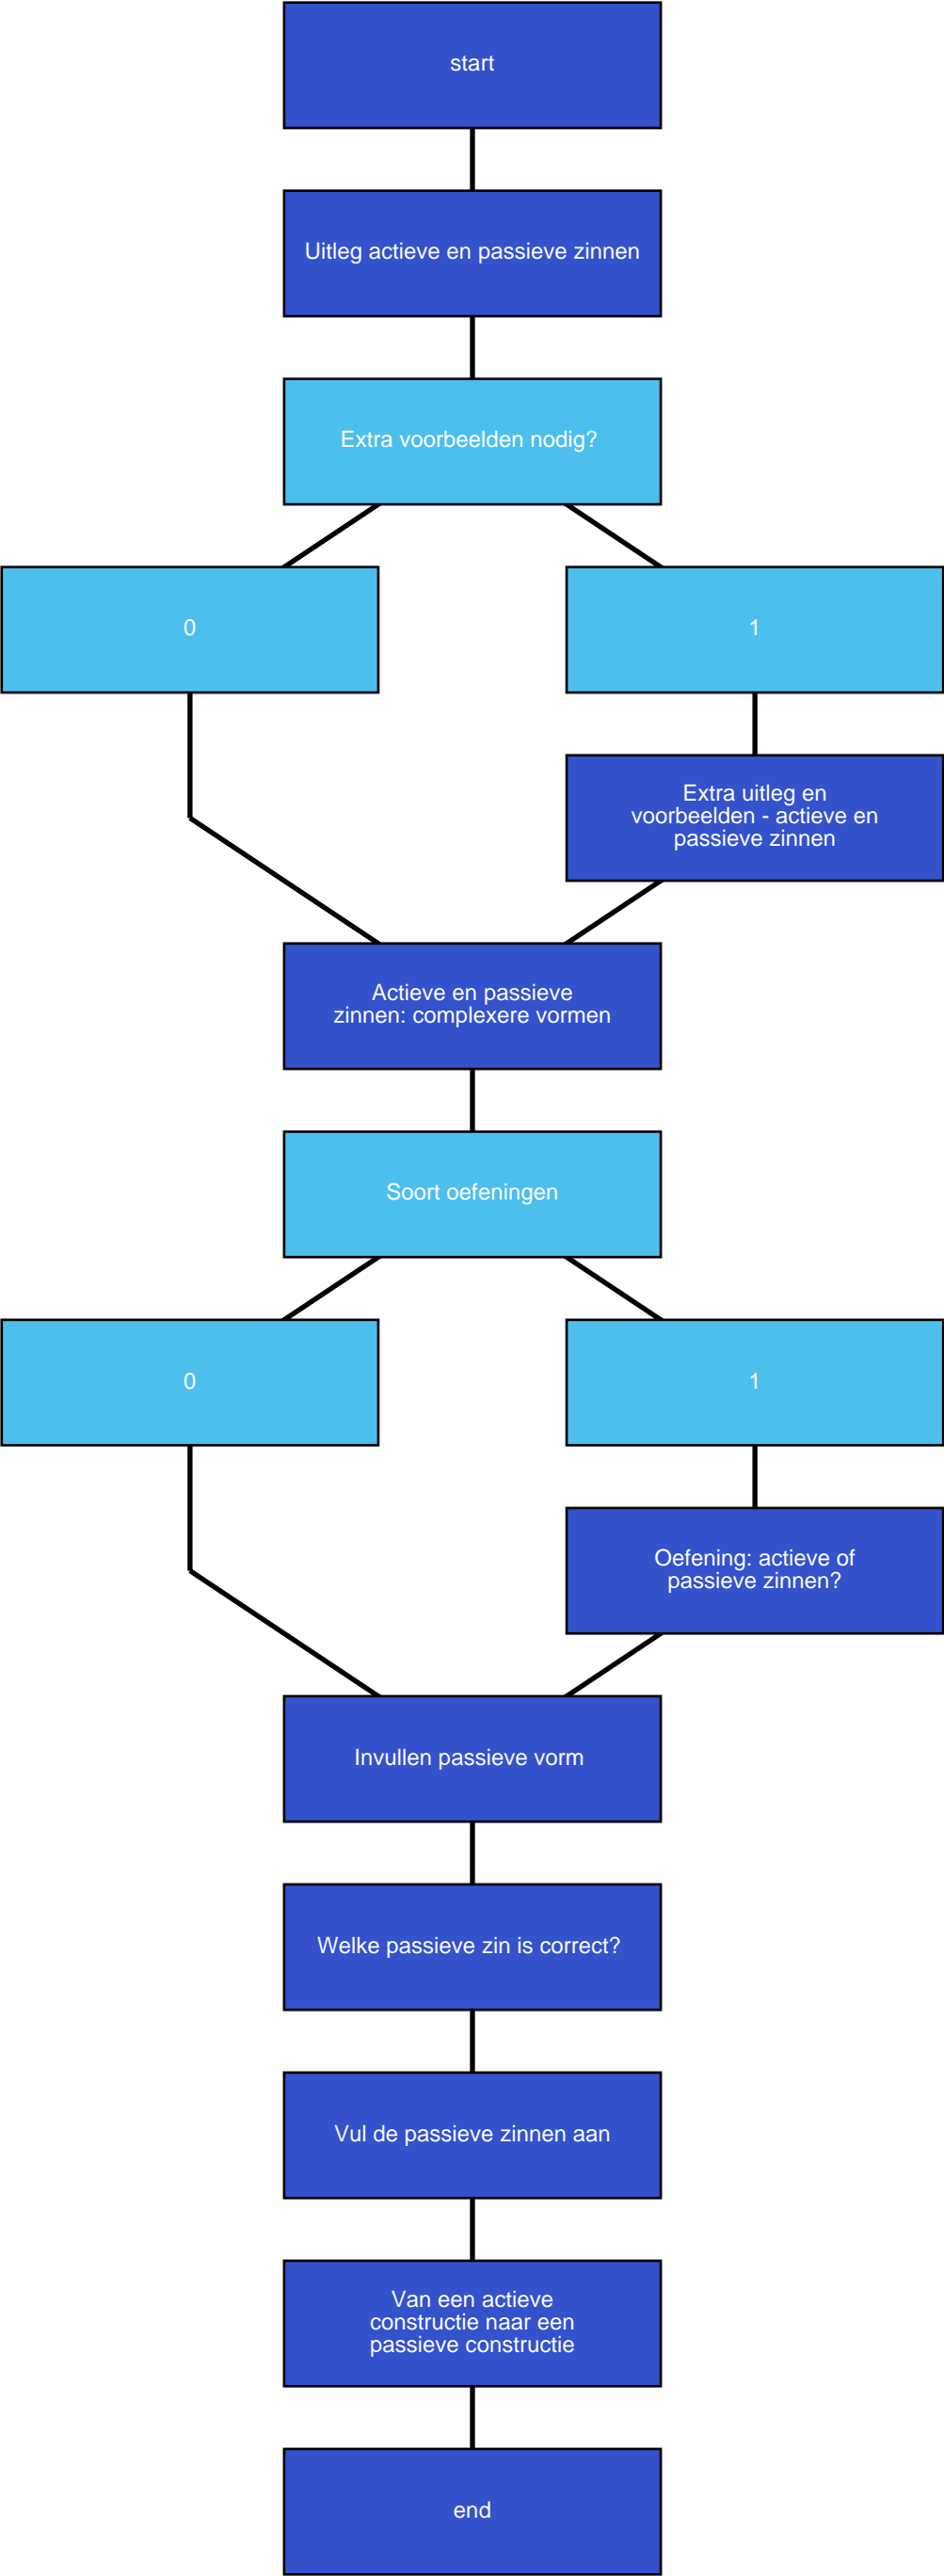 start
Uitleg actieve en passieve zinnen
Extra voorbeelden nodig?
0
1
Extra uitleg en
voorbeelden - actieve en
passieve zinnen
Actieve en passieve
zinnen: complexere vormen
Soort oefeningen
0
1
Oefening: actieve of
passieve zinnen?
Invullen passieve vorm
Welke passieve zin is correct?
Vul de passieve zinnen aan
Van een actieve
constructie naar een
passieve constructie
end